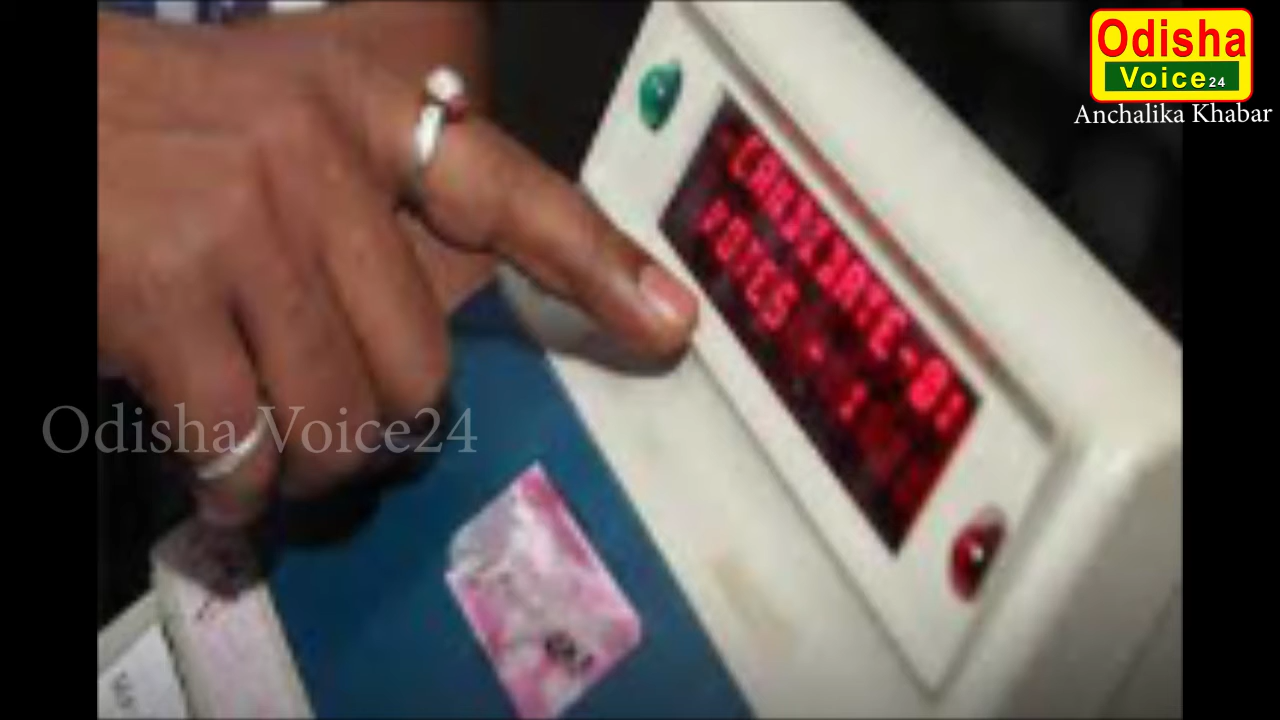 Odisha
Voice24
Anchalika Khabar
CANDIDATE-01
VOTES
Odisha Voice24